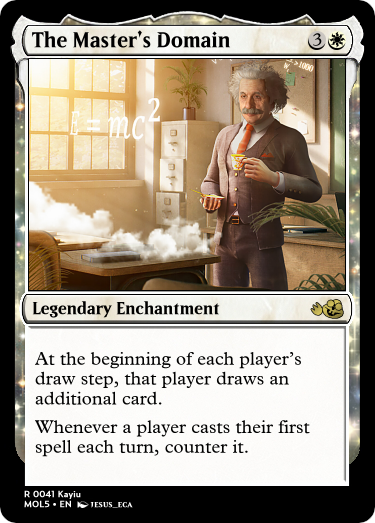 The Master's Domain 3
E = mc²
Legendary Enchantment
At the beginning of each player's
draw step, that player draws an
additional card.
Whenever a player casts their first
spell each turn, counter it.
R 0041 Kayiu
MOL5 • EN JESUS_ECA